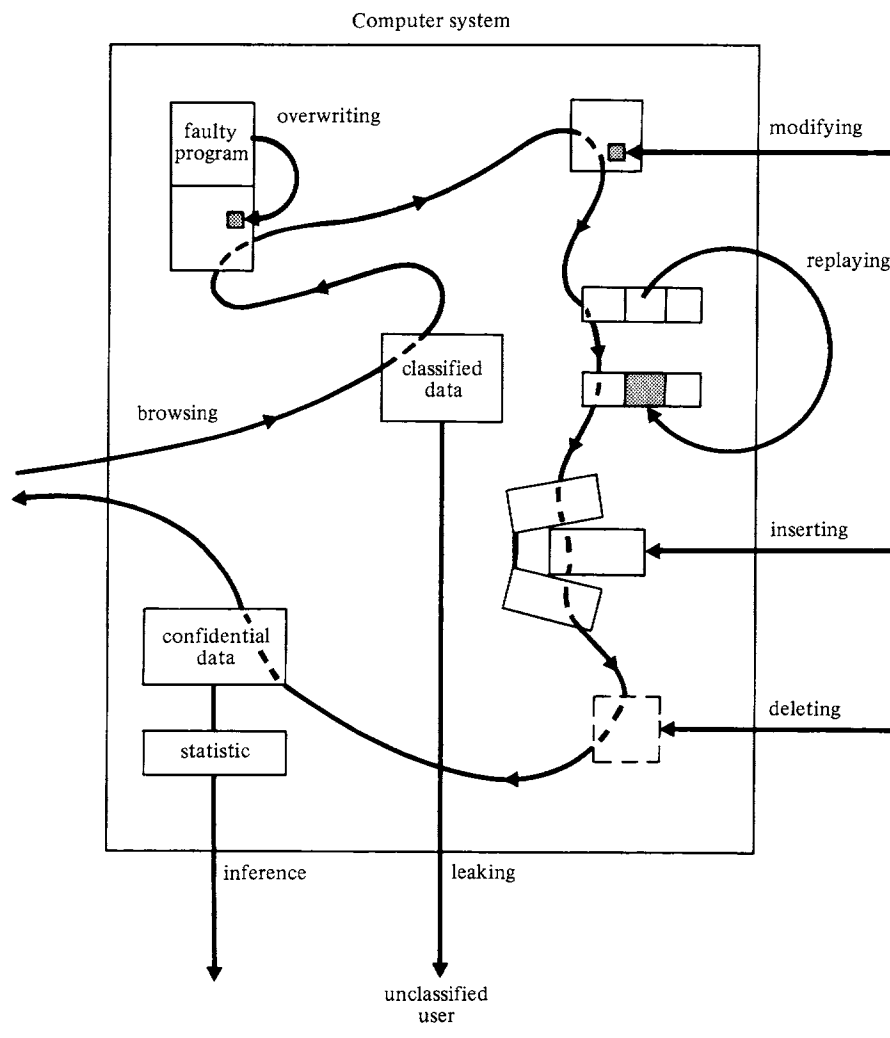 Computer system
faulty
program
overwriting
modifying
replaying
classified
data
browsing
inserting
confidential
data
deleting
statistic
inference
leaking
unclassified
user